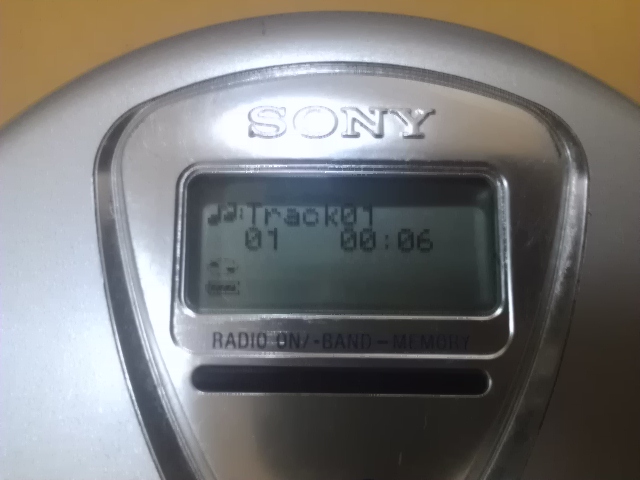 SONY
:Track01
01 00:06
RADIO ON/-BAND-MEMORY